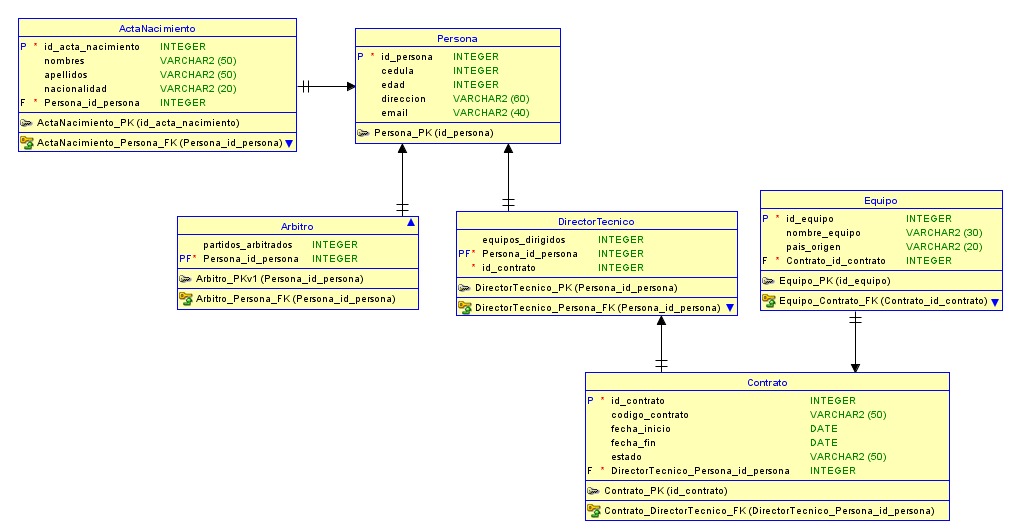 ActaNacimiento
P * id_acta_nacimiento INTEGER
nombres VARCHAR2 (50)
apellidos VARCHAR2 (50)
nacionalidad VARCHAR2 (20)
F * Persona_id_persona INTEGER
ActaNacimiento_PK (id_acta_nacimiento)
ActaNacimiento_Persona_FK (Persona_id_persona)
Persona
P * id_persona INTEGER
cedula INTEGER
edad INTEGER
direccion VARCHAR2 (60)
email VARCHAR2 (40)
Persona_PK (id_persona)
Arbitro
partidos_arbitrados INTEGER
PF* Persona_id_persona INTEGER
Arbitro_PKv1 (Persona_id_persona)
Arbitro_Persona_FK (Persona_id_persona)
DirectorTecnico
equipos_dirigidos INTEGER
PF* Persona_id_persona INTEGER
* id_contrato INTEGER
DirectorTecnico_PK (Persona_id_persona)
DirectorTecnico_Persona_FK (Persona_id_persona)
Equipo
P * id_equipo INTEGER
nombre_equipo VARCHAR2 (30)
pais_origen VARCHAR2 (20)
F * Contrato_id_contrato INTEGER
Equipo_PK (id_equipo)
Equipo_Contrato_FK (Contrato_id_contrato)
Contrato
P * id_contrato INTEGER
codigo_contrato VARCHAR2 (50)
fecha_inicio DATE
fecha_fin DATE
estado VARCHAR2 (50)
F * DirectorTecnico_Persona_id_persona INTEGER
Contrato_PK (id_contrato)
Contrato_DirectorTecnico_FK (DirectorTecnico_Persona_id_persona)